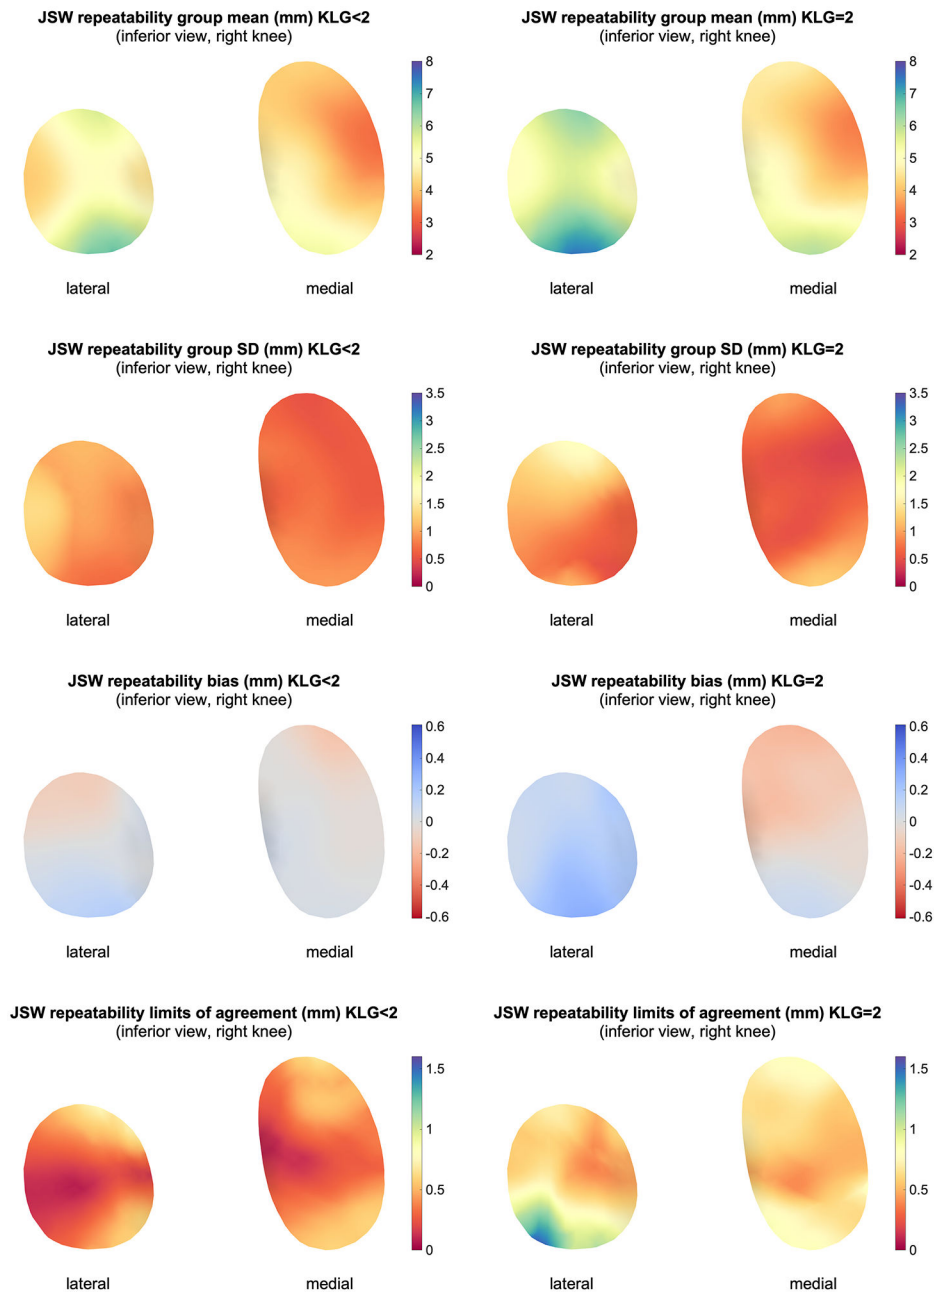 JSW repeatability group mean (mm) KLG<2
(inferior view, right knee)
8
7
6
5
4
3
2
lateral
medial
JSW repeatability group mean (mm) KLG=2
(inferior view, right knee)
8
7
6
5
4
3
2
lateral
medial
JSW repeatability group SD (mm) KLG<2
(inferior view, right knee)
3.5
3
2.5
2
1.5
1
0.5
0
lateral
medial
JSW repeatability group SD (mm) KLG=2
(inferior view, right knee)
3.5
3
2.5
2
1.5
1
0.5
0
lateral
medial
JSW repeatability bias (mm) KLG<2
(inferior view, right knee)
0.6
0.4
0.2
0
-0.2
-0.4
-0.6
lateral
medial
JSW repeatability bias (mm) KLG=2
(inferior view, right knee)
0.6
0.4
0.2
0
-0.2
-0.4
-0.6
lateral
medial
JSW repeatability limits of agreement (mm) KLG<2
(inferior view, right knee)
1.5
1
0.5
0
lateral
medial
JSW repeatability limits of agreement (mm) KLG=2
(inferior view, right knee)
1.5
1
0.5
0
lateral
medial